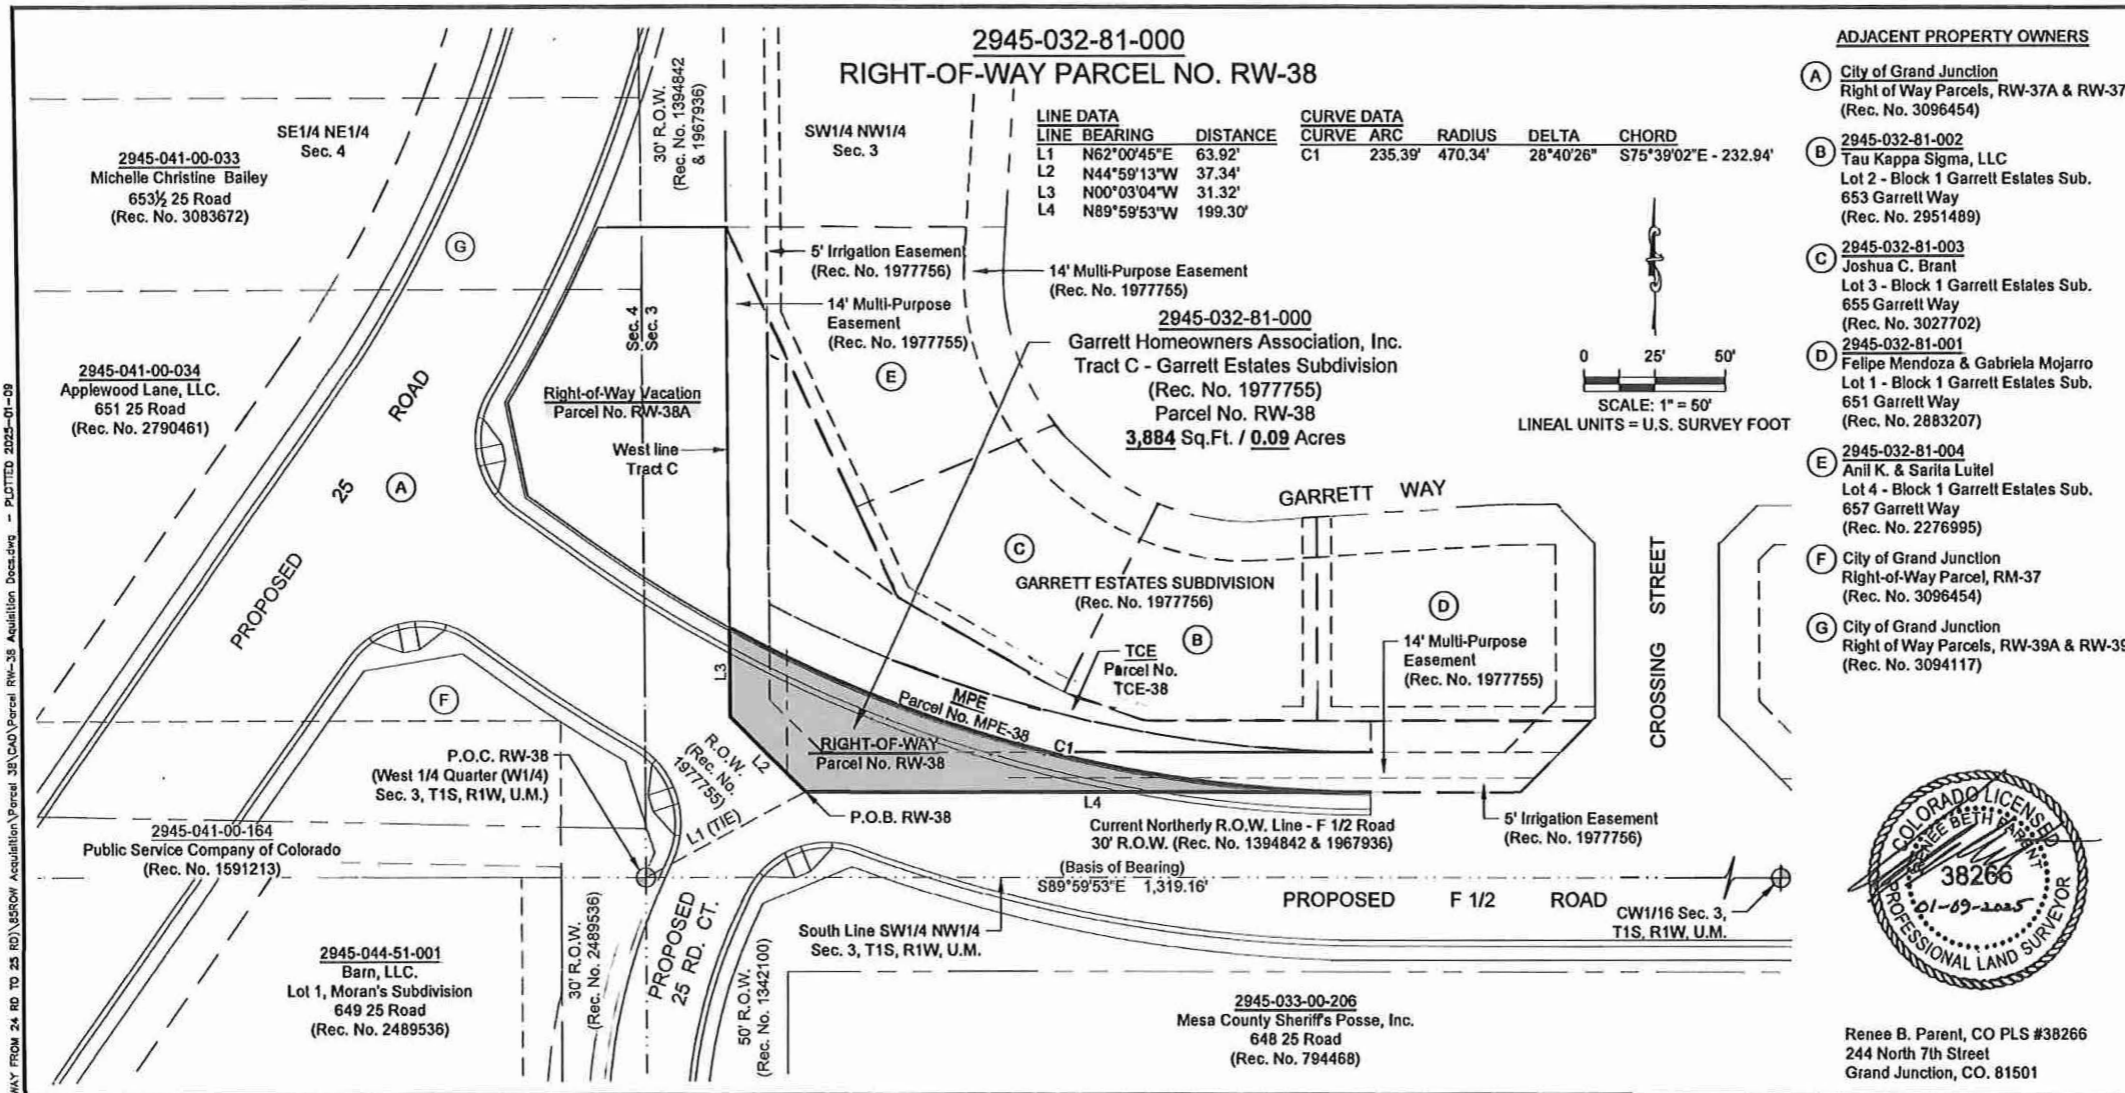 2945-032-81-000
RIGHT-OF-WAY PARCEL NO. RW-38
LINE DATA
LINE BEARING DISTANCE
L1 N62°00'45"E 63.92'
L2 N44°59'13"W 37.34'
L3 N00°03'04"W 31.32'
L4 N89°59'53"W 199.30'
CURVE DATA
CURVE ARC RADIUS DELTA CHORD
C1 235.39' 470.34' 28°40'26" S75°39'02"E - 232.94'
ADJACENT PROPERTY OWNERS
A City of Grand Junction
Right of Way Parcels, RW-37A & RW-37
(Rec. No. 3096454)
B 2945-032-81-002
Tau Kappa Sigma, LLC
Lot 2 - Block 1 Garrett Estates Sub.
653 Garrett Way
(Rec. No. 2951489)
C 2945-032-81-003
Joshua C. Brant
Lot 3 - Block 1 Garrett Estates Sub.
655 Garrett Way
(Rec. No. 3027702)
D 2945-032-81-001
Felipe Mendoza & Gabriela Mojarro
Lot 1 - Block 1 Garrett Estates Sub.
651 Garrett Way
(Rec. No. 2883207)
E 2945-032-81-004
Anil K. & Sarita Luitel
Lot 4 - Block 1 Garrett Estates Sub.
657 Garrett Way
(Rec. No. 2276995)
F City of Grand Junction
Right-of-Way Parcel, RM-37
(Rec. No. 3096454)
G City of Grand Junction
Right of Way Parcels, RW-39A & RW-39
(Rec. No. 3094117)
SE1/4 NE1/4
Sec. 4
2945-041-00-033
Michelle Christine Bailey
653½ 25 Road
(Rec. No. 3083672)
G
30' R.O.W.
(Rec. No. 1394842
& 1967936)
SW1/4 NW1/4
Sec. 3
5' Irrigation Easement
(Rec. No. 1977756)
14' Multi-Purpose Easement
(Rec. No. 1977755)
14' Multi-Purpose
Easement
(Rec. No. 1977755)
E
2945-032-81-000
Garrett Homeowners Association, Inc.
Tract C - Garrett Estates Subdivision
(Rec. No. 1977755)
Parcel No. RW-38
3,884 Sq.Ft. / 0.09 Acres
0 25' 50'
SCALE: 1" = 50'
LINEAL UNITS = U.S. SURVEY FOOT
Sec. 4
Sec. 3
2945-041-00-034
Applewood Lane, LLC.
651 25 Road
(Rec. No. 2790461)
Right-of-Way Vacation
Parcel No. RW-38A
West line
Tract C
PROPOSED 25 ROAD
A
GARRETT WAY
C
GARRETT ESTATES SUBDIVISION
(Rec. No. 1977756)
B
D
CROSSING STREET
TCE
Parcel No.
TCE-38
14' Multi-Purpose
Easement
(Rec. No. 1977755)
L3
MPE
Parcel No. MPE-38
C1
RIGHT-OF-WAY
Parcel No. RW-38
F
P.O.C. RW-38
(West 1/4 Quarter (W1/4)
Sec. 3, T1S, R1W, U.M.)
R.O.W.
(Rec. No.
1977755)
L2
L1 (TIE)
P.O.B. RW-38
L4
Current Northerly R.O.W. Line - F 1/2 Road
30' R.O.W. (Rec. No. 1394842 & 1967936)
5' Irrigation Easement
(Rec. No. 1977756)
2945-041-00-164
Public Service Company of Colorado
(Rec. No. 1591213)
(Basis of Bearing)
S89°59'53"E 1,319.16'
PROPOSED F 1/2 ROAD
CW1/16 Sec. 3,
T1S, R1W, U.M.
South Line SW1/4 NW1/4
Sec. 3, T1S, R1W, U.M.
30' R.O.W.
(Rec. No. 2489536)
PROPOSED
25 RD. CT.
50' R.O.W.
(Rec. No. 1342100)
2945-044-51-001
Barn, LLC.
Lot 1, Moran's Subdivision
649 25 Road
(Rec. No. 2489536)
2945-033-00-206
Mesa County Sheriff's Posse, Inc.
648 25 Road
(Rec. No. 794468)
COLORADO LICENSED
RENEE BETH PARENT
38266
01-09-2025
PROFESSIONAL LAND SURVEYOR
Renee B. Parent, CO PLS #38266
244 North 7th Street
Grand Junction, CO. 81501
WAY FROM 24 RD TO 25 RD)\85ROW Acquisition\Parcel 38\CAD\Parcel RW-38 Aquisition Docs.dwg - PLOTTED 2025-01-09